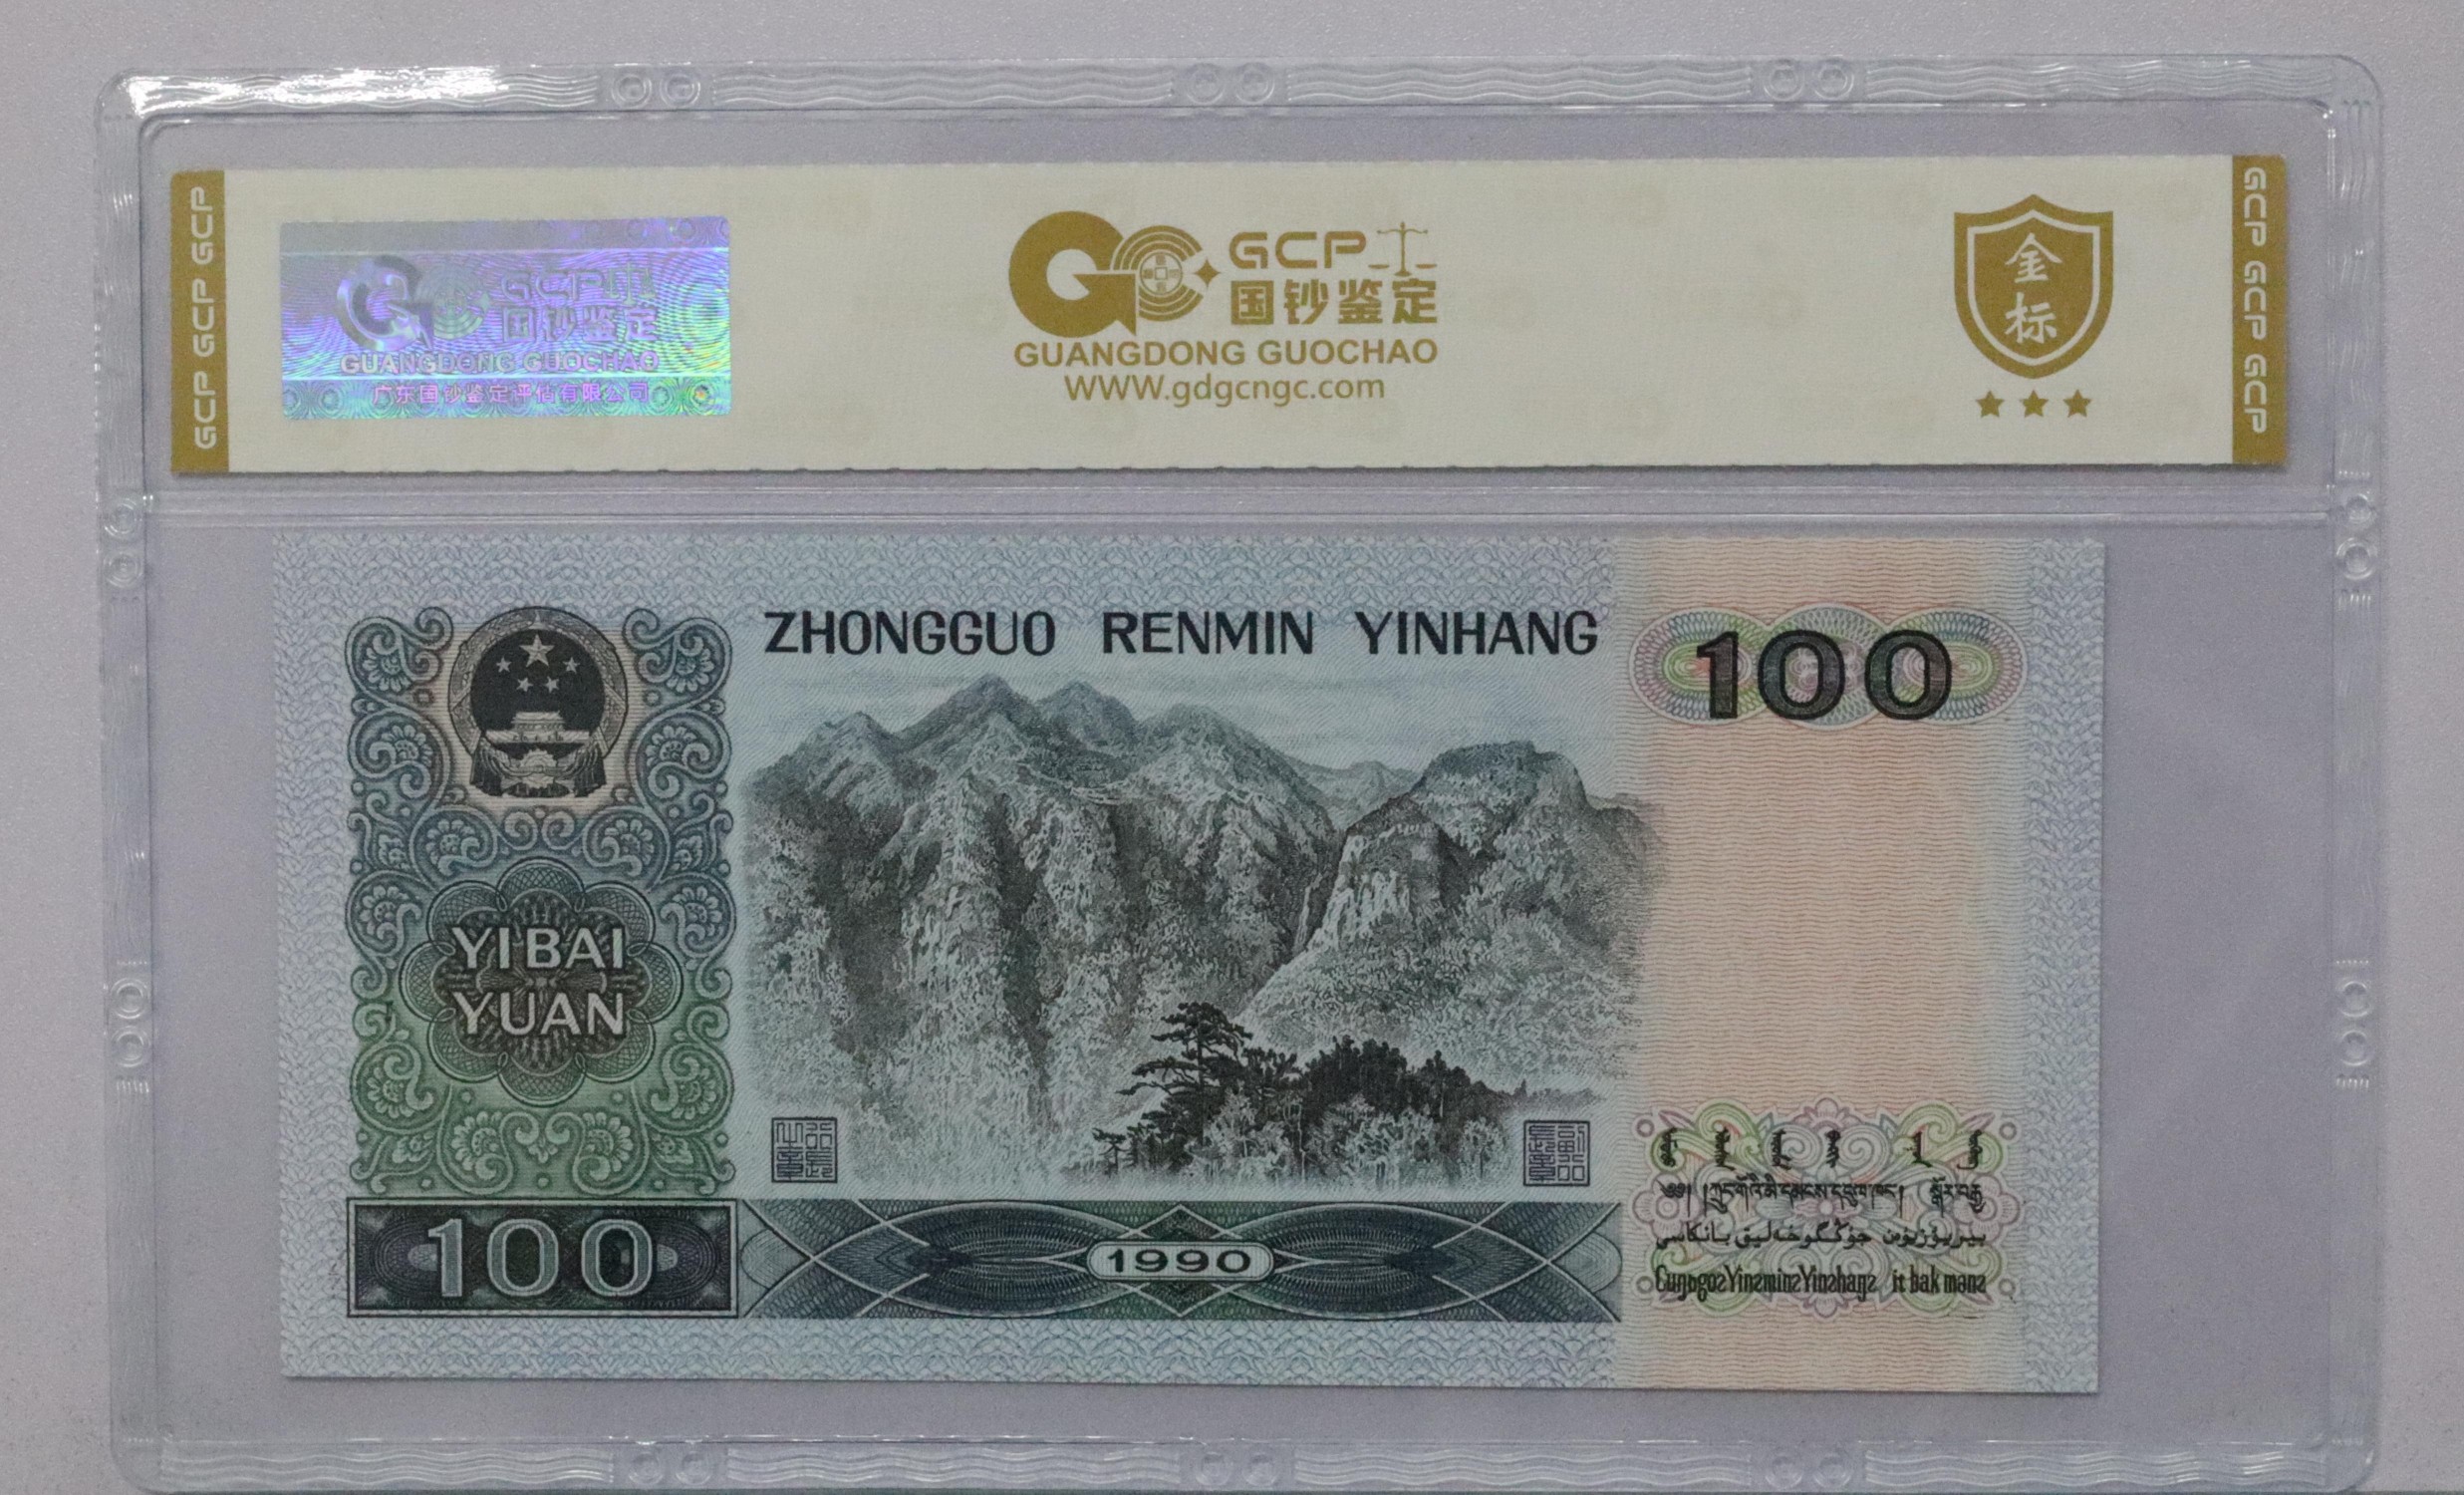 GCP GCP GCP
GCP
国钞鉴定
GUANGDONG GUOCHAO
广东国钞鉴定评估有限公司
GCP
国钞鉴定
GUANGDONG GUOCHAO
WWW.gdgcngc.com
金
标
GCP GCP GCP
ZHONGGUO RENMIN YINHANG
100
YIBAI
YUAN
100
1990